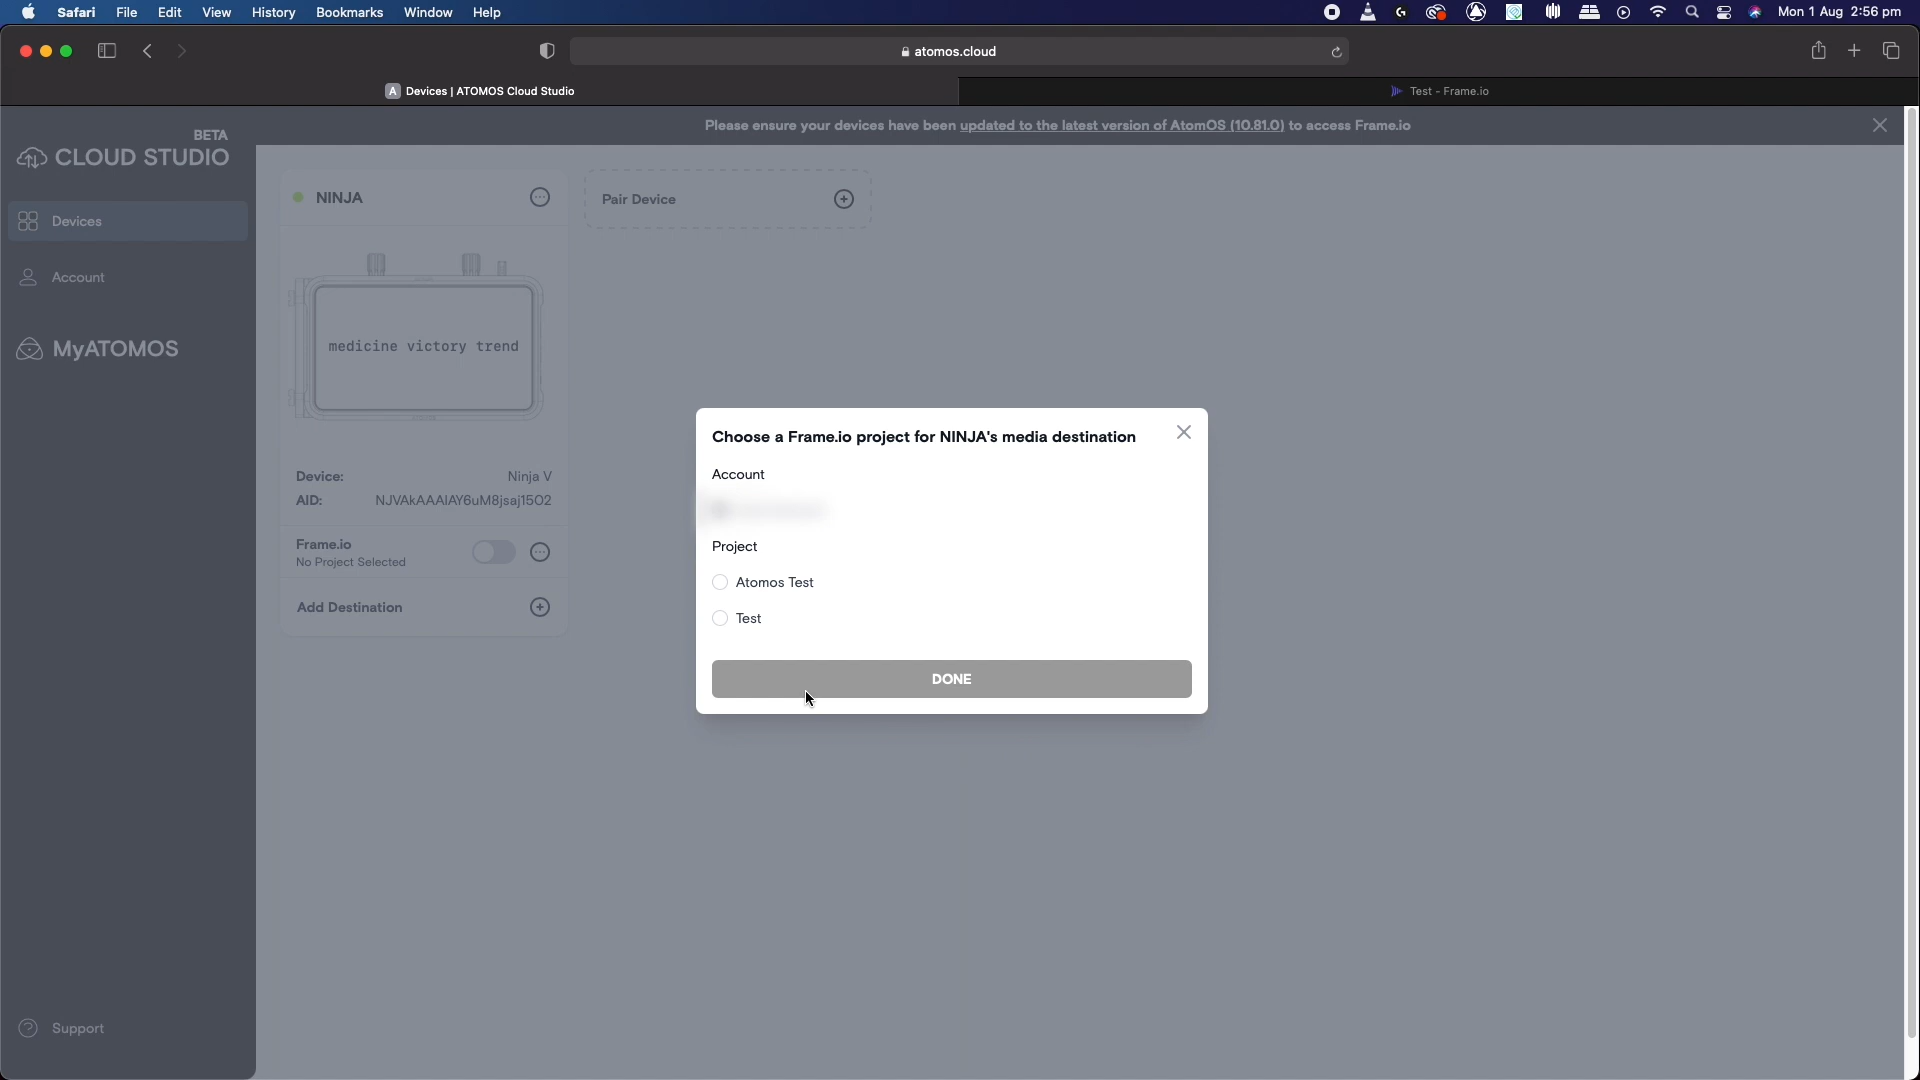 Safari File Edit View History Bookmarks Window Help Mon 1 Aug 2:56 pm
atomos.cloud
A Devices | ATOMOS Cloud Studio
Test - Frame.io
Please ensure your devices have been updated to the latest version of AtomOS (10.81.0) to access Frame.io
BETA
CLOUD STUDIO
Devices
Account
MyATOMOS
Support
NINJA
Pair Device
medicine victory trend
Device: Ninja V
AID: NJVAkAAAIAY6uM8jsaj1502
Frame.io
No Project Selected
Add Destination
Choose a Frame.io project for NINJA's media destination
Account
Project
Atomos Test
Test
DONE